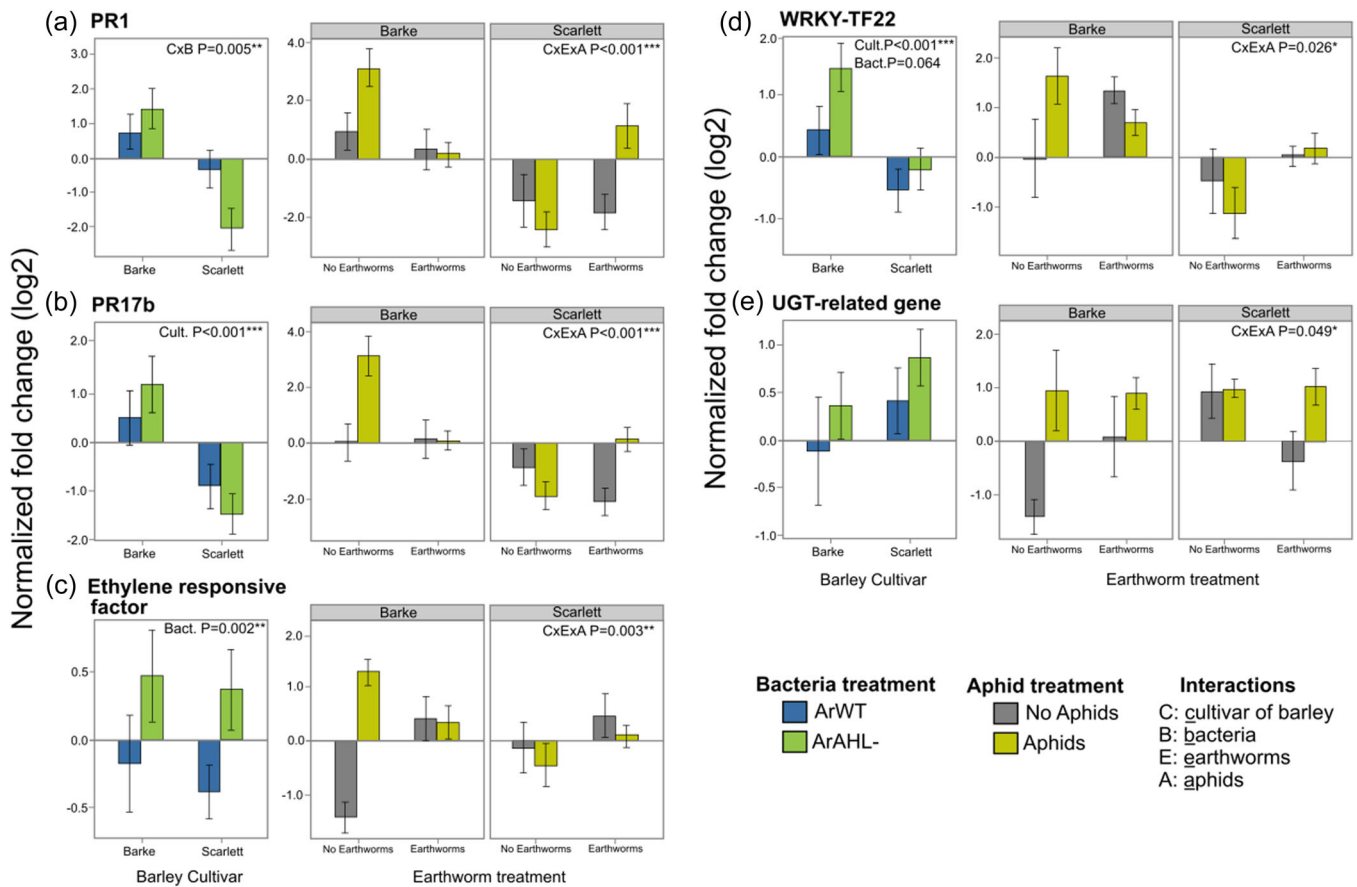 (a) PR1
CxB P=0.005**
3.0
2.0
1.0
0.0
-1.0
-2.0
Barke Scarlett
Barke Scarlett
CxExA P<0.001***
4.0
2.0
0.0
-2.0
No Earthworms Earthworms No Earthworms Earthworms
(b) PR17b
Cult. P<0.001***
2.0
1.0
0.0
-1.0
-2.0
Barke Scarlett
Barke Scarlett
CxExA P<0.001***
4.0
2.0
0.0
-2.0
No Earthworms Earthworms No Earthworms Earthworms
(c) Ethylene responsive
factor
Bact. P=0.002**
0.5
0.0
-0.5
Barke Scarlett
Barley Cultivar
Barke Scarlett
CxExA P=0.003**
2.0
1.0
0.0
-1.0
No Earthworms Earthworms No Earthworms Earthworms
Earthworm treatment
Normalized fold change (log2)
(d) WRKY-TF22
Cult.P<0.001***
Bact.P=0.064
2.0
1.0
0.0
-1.0
Barke Scarlett
Barke Scarlett
CxExA P=0.026*
2.0
1.0
0.0
-1.0
No Earthworms Earthworms No Earthworms Earthworms
(e) UGT-related gene
1.0
0.5
0.0
-0.5
-1.0
Barke Scarlett
Barley Cultivar
Barke Scarlett
CxExA P=0.049*
2.0
1.0
0.0
-1.0
No Earthworms Earthworms No Earthworms Earthworms
Earthworm treatment
Normalized fold change (log2)
Bacteria treatment
ArWT
ArAHL-
Aphid treatment
No Aphids
Aphids
Interactions
C: cultivar of barley
B: bacteria
E: earthworms
A: aphids